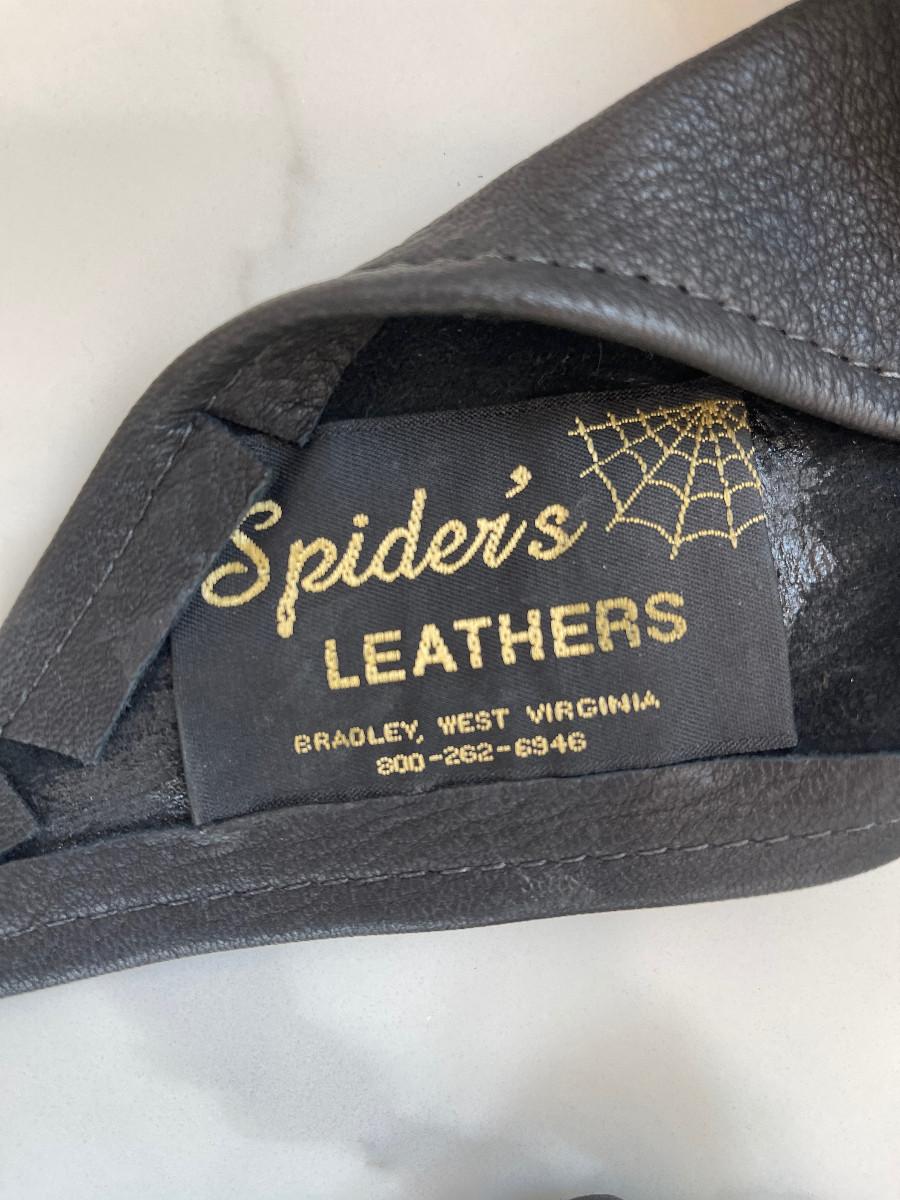 Spider's
LEATHERS
BRADLEY, WEST VIRGINIA
800-262-6946